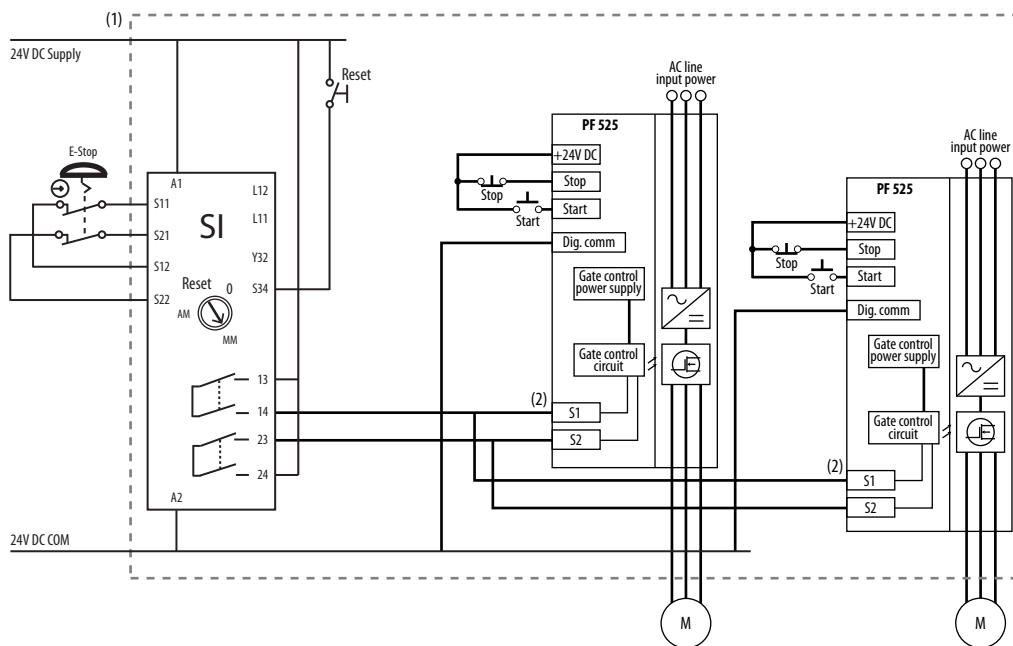 (1)
24V DC Supply
Reset
E-Stop
A1
S11
S21
S12
S22
SI
L12
L11
Y32
S34
Reset
0
AM
MM
13
14
23
24
A2
24V DC COM
AC line
input power
PF 525
+24V DC
Stop
Stop
Start
Start
Dig. comm
Gate control
power supply
Gate control
circuit
(2)
S1
S2
M
AC line
input power
PF 525
+24V DC
Stop
Stop
Start
Start
Dig. comm
Gate control
power supply
Gate control
circuit
(2)
S1
S2
M